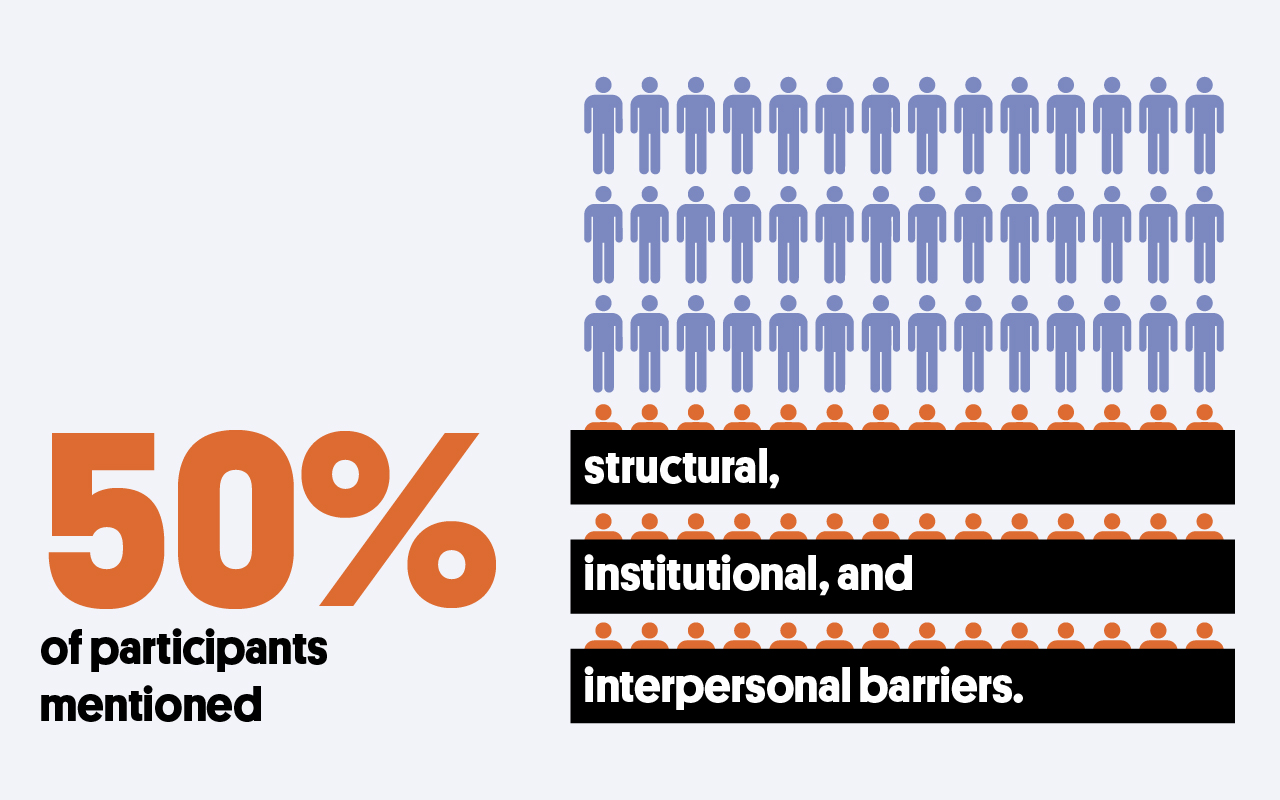 50%
of participants
mentioned
structural,
institutional, and
interpersonal barriers.